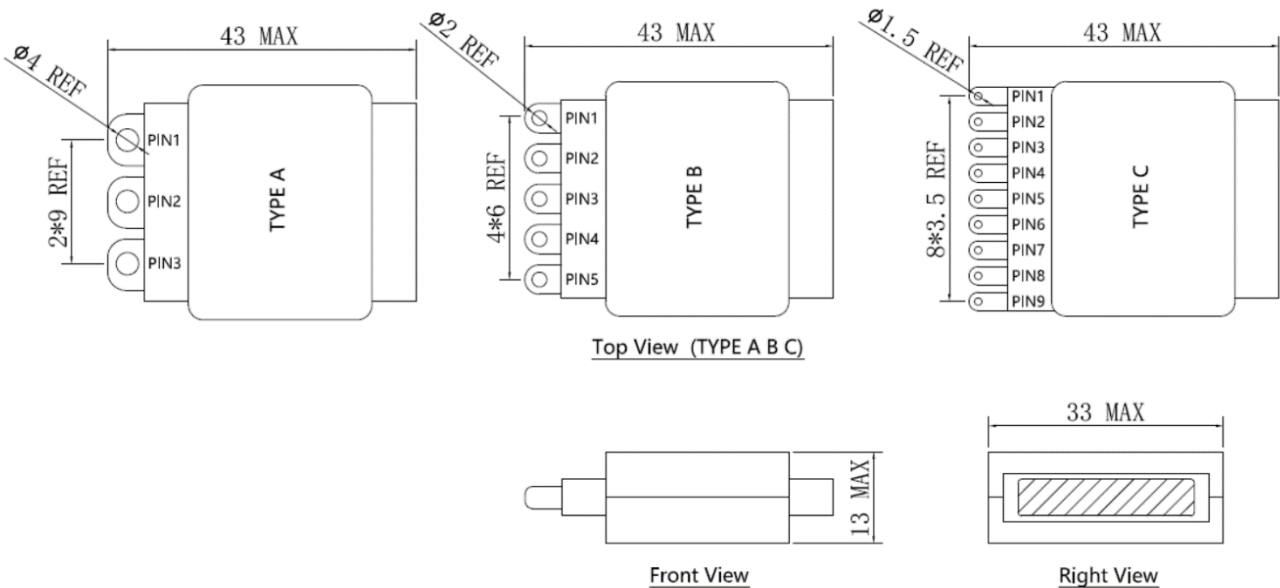 43 MAX
ø4 REF
2*9 REF
PIN1
PIN2
PIN3
TYPE A
43 MAX
ø2 REF
4*6 REF
PIN1
PIN2
PIN3
PIN4
PIN5
TYPE B
43 MAX
ø1.5 REF
8*3.5 REF
PIN1
PIN2
PIN3
PIN4
PIN5
PIN6
PIN7
PIN8
PIN9
TYPE C
Top View (TYPE A B C)
13 MAX
Front View
33 MAX
Right View